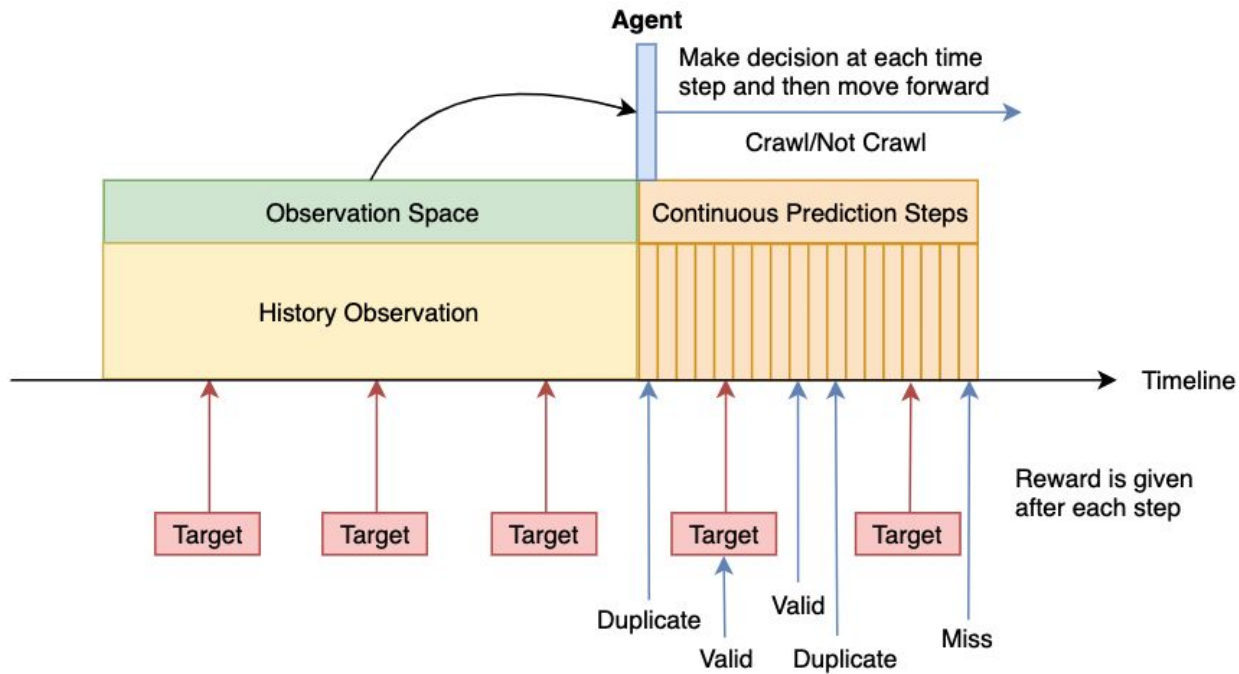 Agent
Make decision at each time
step and then move forward
Crawl/Not Crawl
Observation Space
Continuous Prediction Steps
History Observation
Timeline
Reward is given
after each step
Target
Target
Target
Target
Target
Duplicate
Valid
Valid
Duplicate
Miss